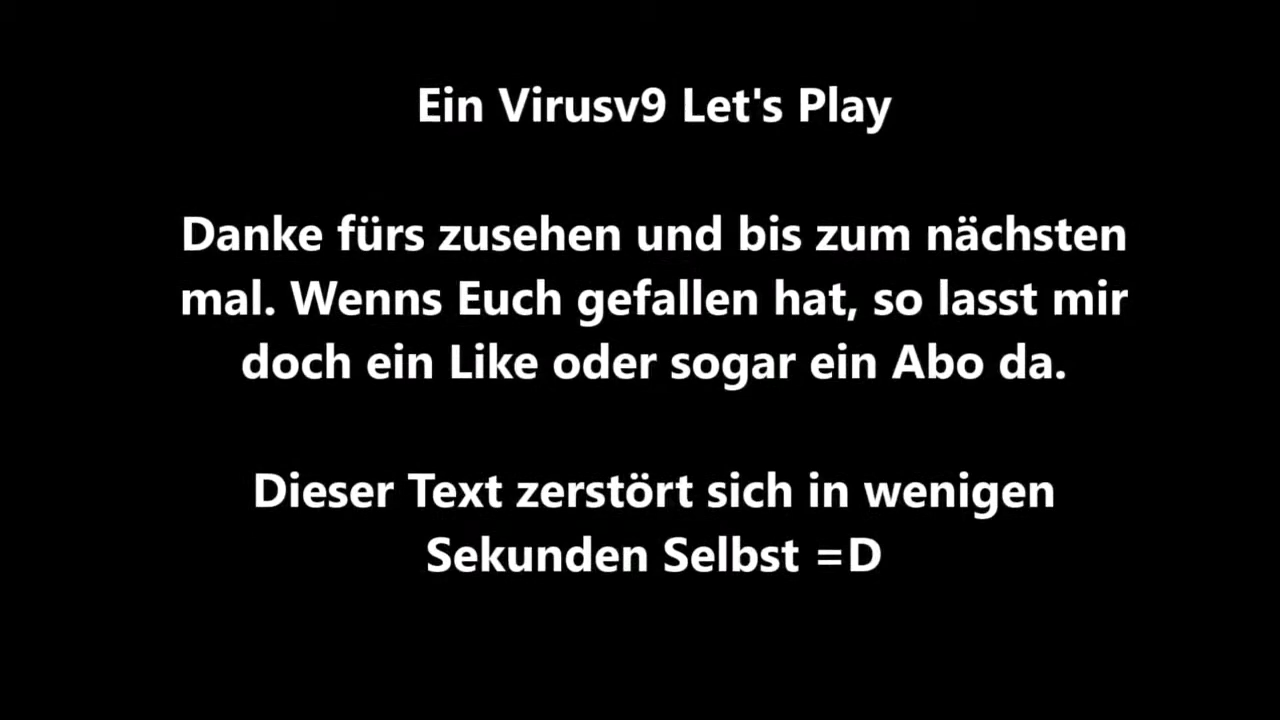 Ein Virusv9 Let's Play
Danke fürs zusehen und bis zum nächsten
mal. Wenns Euch gefallen hat, so lasst mir
doch ein Like oder sogar ein Abo da.
Dieser Text zerstört sich in wenigen
Sekunden Selbst =D